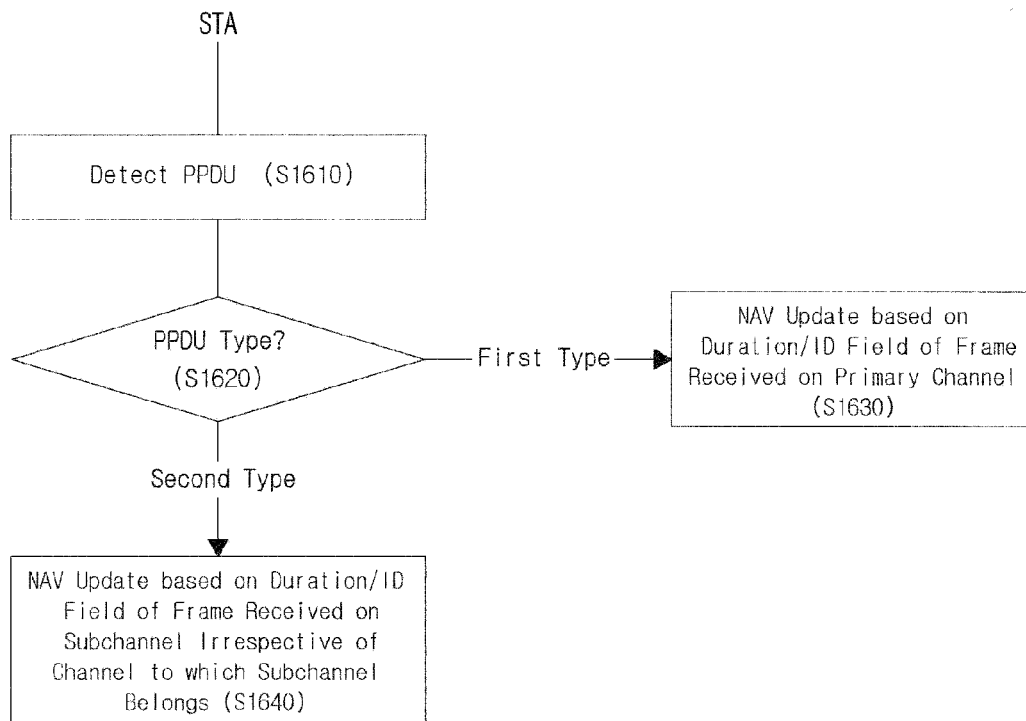 STA
Detect PPDU (S1610)
PPDU Type?
(S1620)
First Type
NAV Update based on
Duration/ID Field of Frame
Received on Primary Channel
(S1630)
Second Type
NAV Update based on Duration/ID
Field of Frame Received on
Subchannel Irrespective of
Channel to which Subchannel
Belongs (S1640)